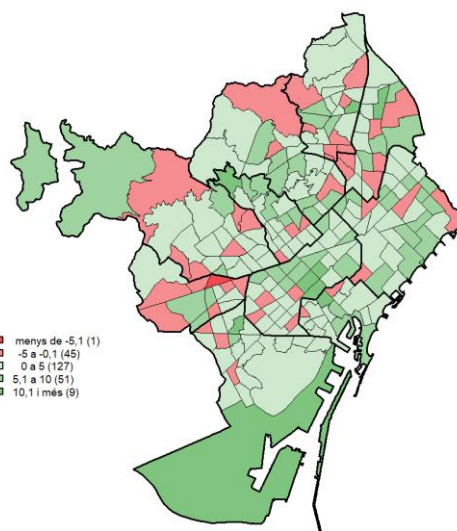 menys de -5,1 (1)
-5 a -0,1 (45)
0 a 5 (127)
5,1 a 10 (51)
10,1 i més (9)